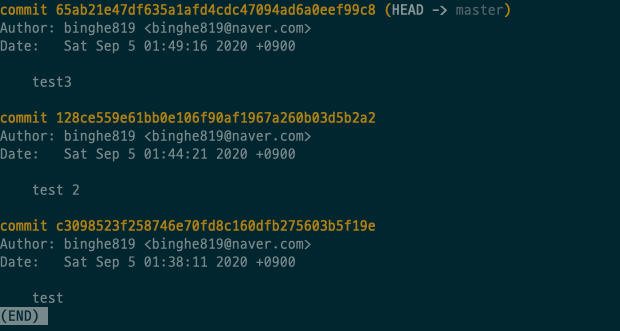 commit 65ab21e47df635a1afd4cdc47094ad6a0eef99c8 (HEAD -> master)
Author: binghe819 <binghe819@naver.com>
Date:   Sat Sep 5 01:49:16 2020 +0900
    test3
commit 128ce559e61bb0e106f90af1967a260b03d5b2a2
Author: binghe819 <binghe819@naver.com>
Date:   Sat Sep 5 01:44:21 2020 +0900
    test 2
commit c3098523f258746e70fd8c160dfb275603b5f19e
Author: binghe819 <binghe819@naver.com>
Date:   Sat Sep 5 01:38:11 2020 +0900
    test
(END)